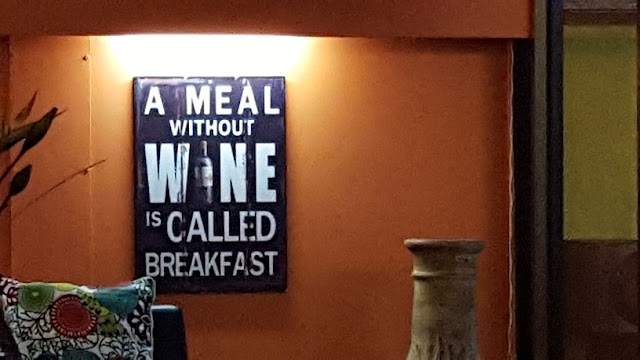 A MEAL
WITHOUT
WINE
IS CALLED
BREAKFAST